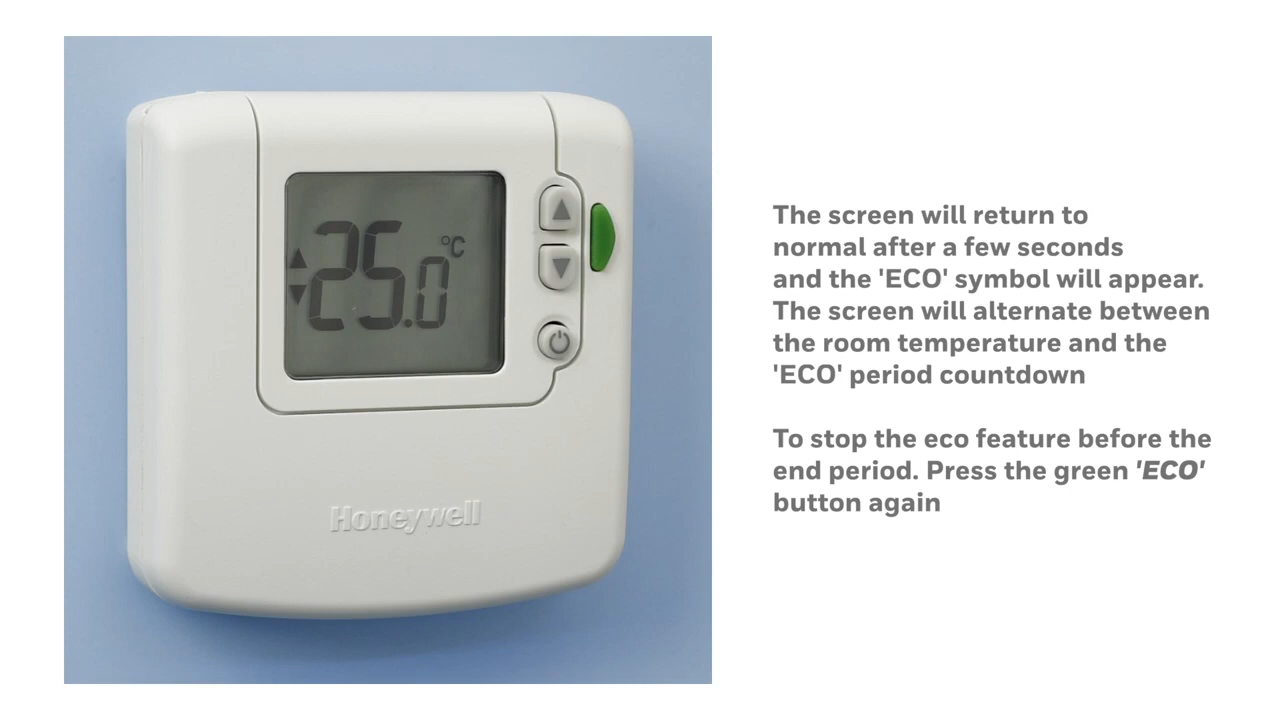 25.0 °C
Honeywell
The screen will return to
normal after a few seconds
and the 'ECO' symbol will appear.
The screen will alternate between
the room temperature and the
'ECO' period countdown
To stop the eco feature before the
end period. Press the green 'ECO'
button again